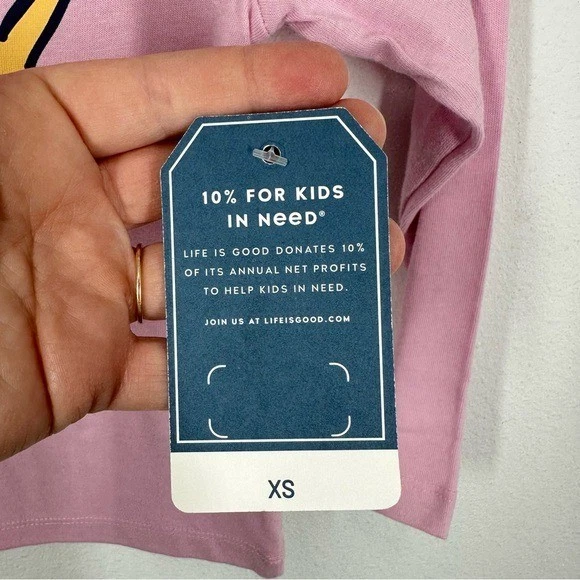 10% FOR KIDS
IN NeeD®
LIFE IS GOOD DONATES 10%
OF ITS ANNUAL NET PROFITS
TO HELP KIDS IN NEED.
JOIN US AT LIFEISGOOD.COM
XS